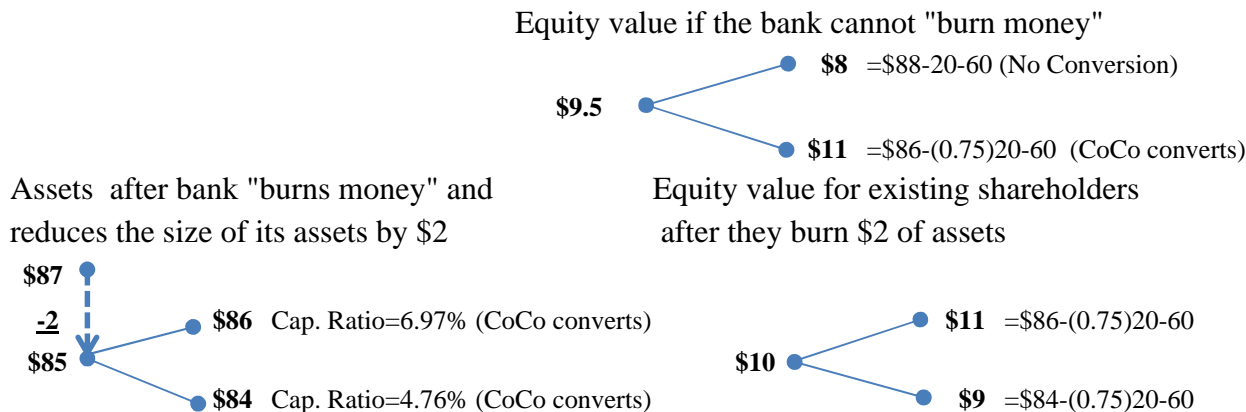 Equity value if the bank cannot "burn money"
$8 =$88-20-60 (No Conversion)
$9.5
$11 =$86-(0.75)20-60 (CoCo converts)
Assets after bank "burns money" and
reduces the size of its assets by $2
Equity value for existing shareholders
after they burn $2 of assets
$87
-2
$85
$86 Cap. Ratio=6.97% (CoCo converts)
$84 Cap. Ratio=4.76% (CoCo converts)
$11 =$86-(0.75)20-60
$10
$9 =$84-(0.75)20-60